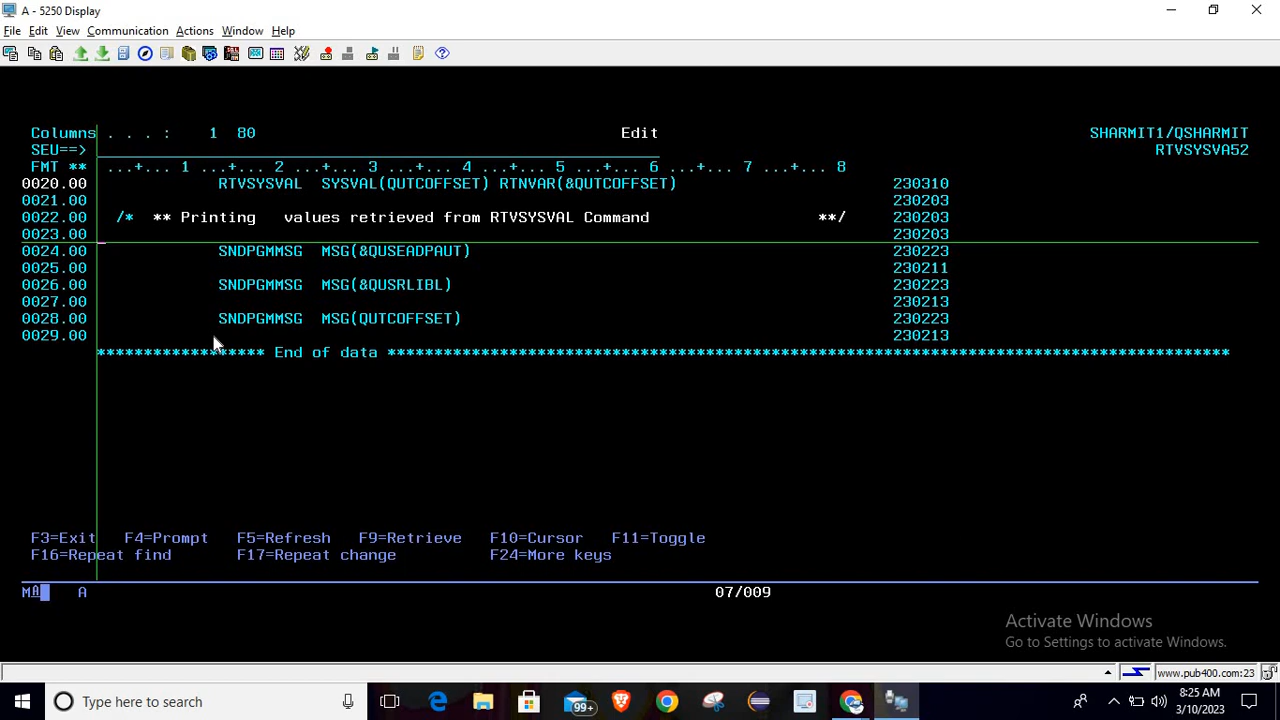 A - 5250 Display
File Edit View Communication Actions Window Help
Columns . . . : 1 80 Edit SHARMIT1/QSHARMIT
SEU==> RTVSYSVA52
FMT ** ...+... 1 ...+... 2 ...+... 3 ...+... 4 ...+... 5 ...+... 6 ...+... 7 ...+... 8
0020.00 RTVSYSVAL SYSVAL(QUTCOFFSET) RTNVAR(&QUTCOFFSET) 230310
0021.00 230203
0022.00 /* ** Printing values retrieved from RTVSYSVAL Command **/ 230203
0023.00 230203
0024.00 SNDPGMMSG MSG(&QUSEADPAUT) 230223
0025.00 230211
0026.00 SNDPGMMSG MSG(&QUSRLIBL) 230223
0027.00 230213
0028.00 SNDPGMMSG MSG(QUTCOFFSET) 230223
0029.00 230213
****************** End of data ******************************************************************************************
F3=Exit F4=Prompt F5=Refresh F9=Retrieve F10=Cursor F11=Toggle
F16=Repeat find F17=Repeat change F24=More keys
MA A 07/009
Activate Windows
Go to Settings to activate Windows.
www.pub400.com:23
Type here to search 99+ 8:25 AM
3/10/2023